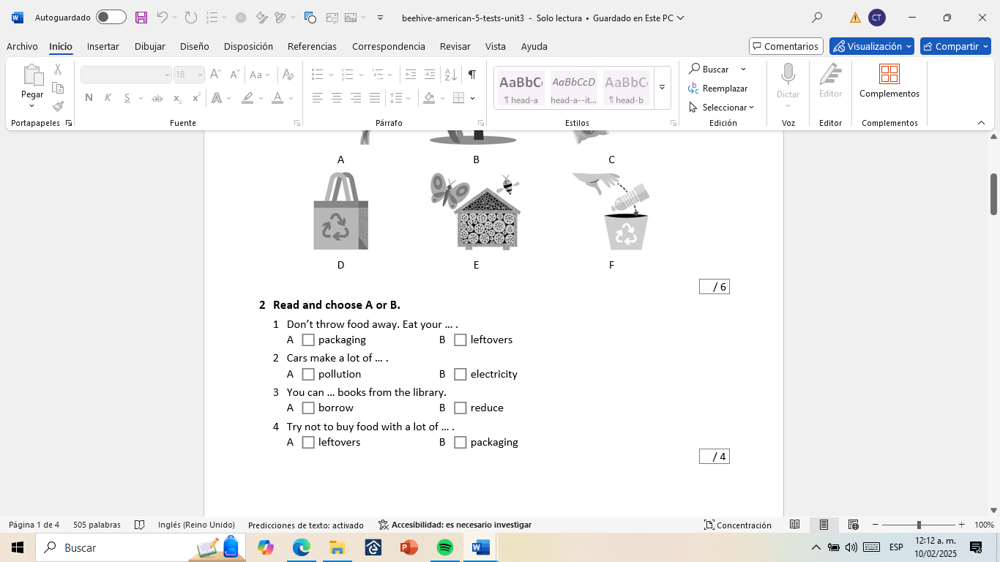 Autoguardado
beehive-american-5-tests-unit3 - Solo lectura • Guardado en Este PC
CT
Archivo Inicio Insertar Dibujar Diseño Disposición Referencias Correspondencia Revisar Vista Ayuda
Comentarios Visualización Compartir
Pegar
18
Aa
N K S ab x₂ x² A A
AaBbCc AaBbCcD AaBbCc
¶ head-a head-a--it... ¶ head-b
Buscar
Reemplazar
Seleccionar
Dictar
Editor
Complementos
Portapapeles Fuente Párrafo Estilos Edición Voz Editor Complementos
A B C
D E F
/ 6
2 Read and choose A or B.
1 Don’t throw food away. Eat your … .
A packaging B leftovers
2 Cars make a lot of … .
A pollution B electricity
3 You can … books from the library.
A borrow B reduce
4 Try not to buy food with a lot of … .
A leftovers B packaging
/ 4
Página 1 de 4 505 palabras Inglés (Reino Unido) Predicciones de texto: activado Accesibilidad: es necesario investigar Concentración 100%
Buscar
ESP
12:12 a. m.
10/02/2025